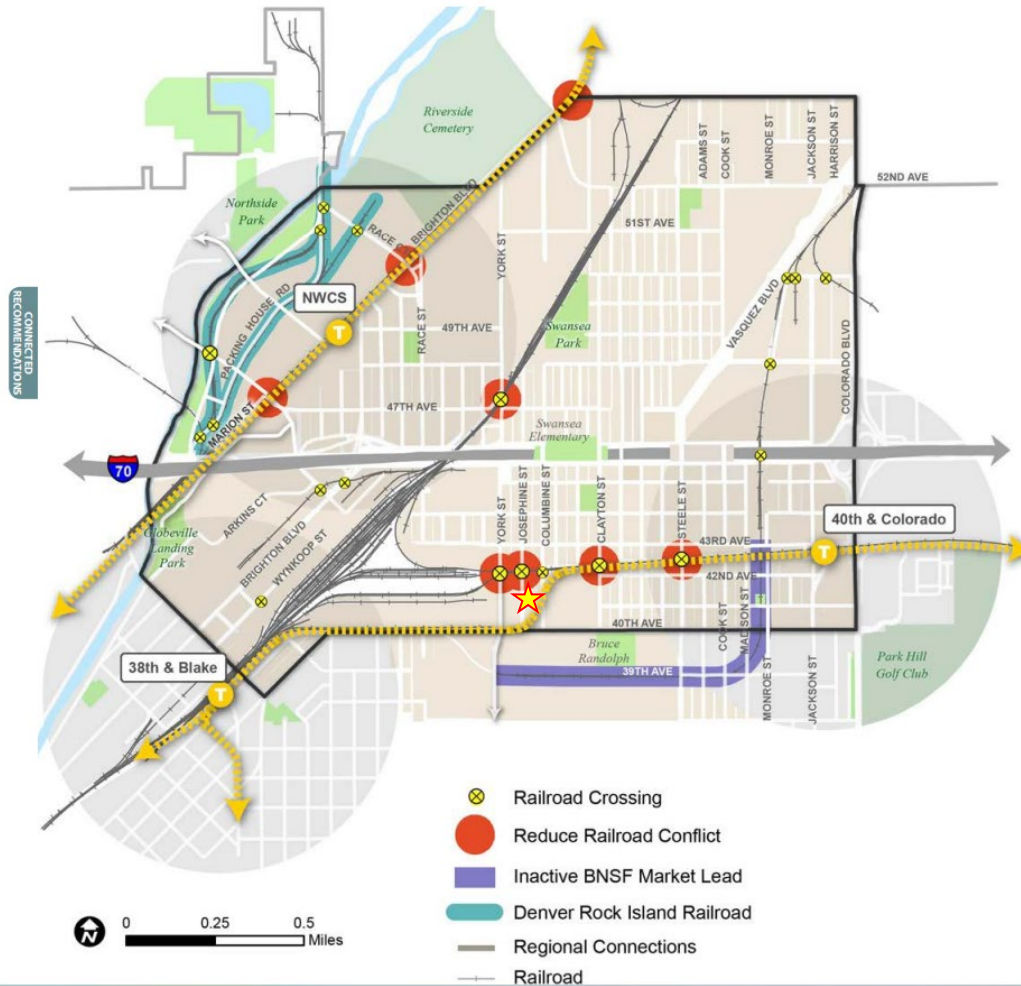 Riverside
Cemetery
ADAMS ST
COOK ST
MONROE ST
JACKSON ST
HARRISON ST
52ND AVE
Northside
Park
BRIGHTON BLVD
51ST AVE
YORK ST
NWCS
PACKING HOUSE RD
CONNECTED
RECOMMENDATIONS
49TH AVE
RACE ST
Swansea
Park
VASQUEZ BLVD
COLORADO BLVD
MARION ST
47TH AVE
Swansea
Elementary
70
ARKINS CT
Globeville
Landing
Park
BRIGHTON BLVD
WYNKOOP ST
YORK ST
JOSEPHINE ST
COLUMBINE ST
CLAYTON ST
STEELE ST
40th & Colorado
43RD AVE
T
T
42ND AVE
40TH AVE
COOK ST
MADISON ST
38th & Blake
T
Bruce
Randolph
39TH AVE
MONROE ST
JACKSON ST
Park Hill
Golf Club
Railroad Crossing
Reduce Railroad Conflict
Inactive BNSF Market Lead
Denver Rock Island Railroad
Regional Connections
Railroad
N
0 0.25 0.5
Miles